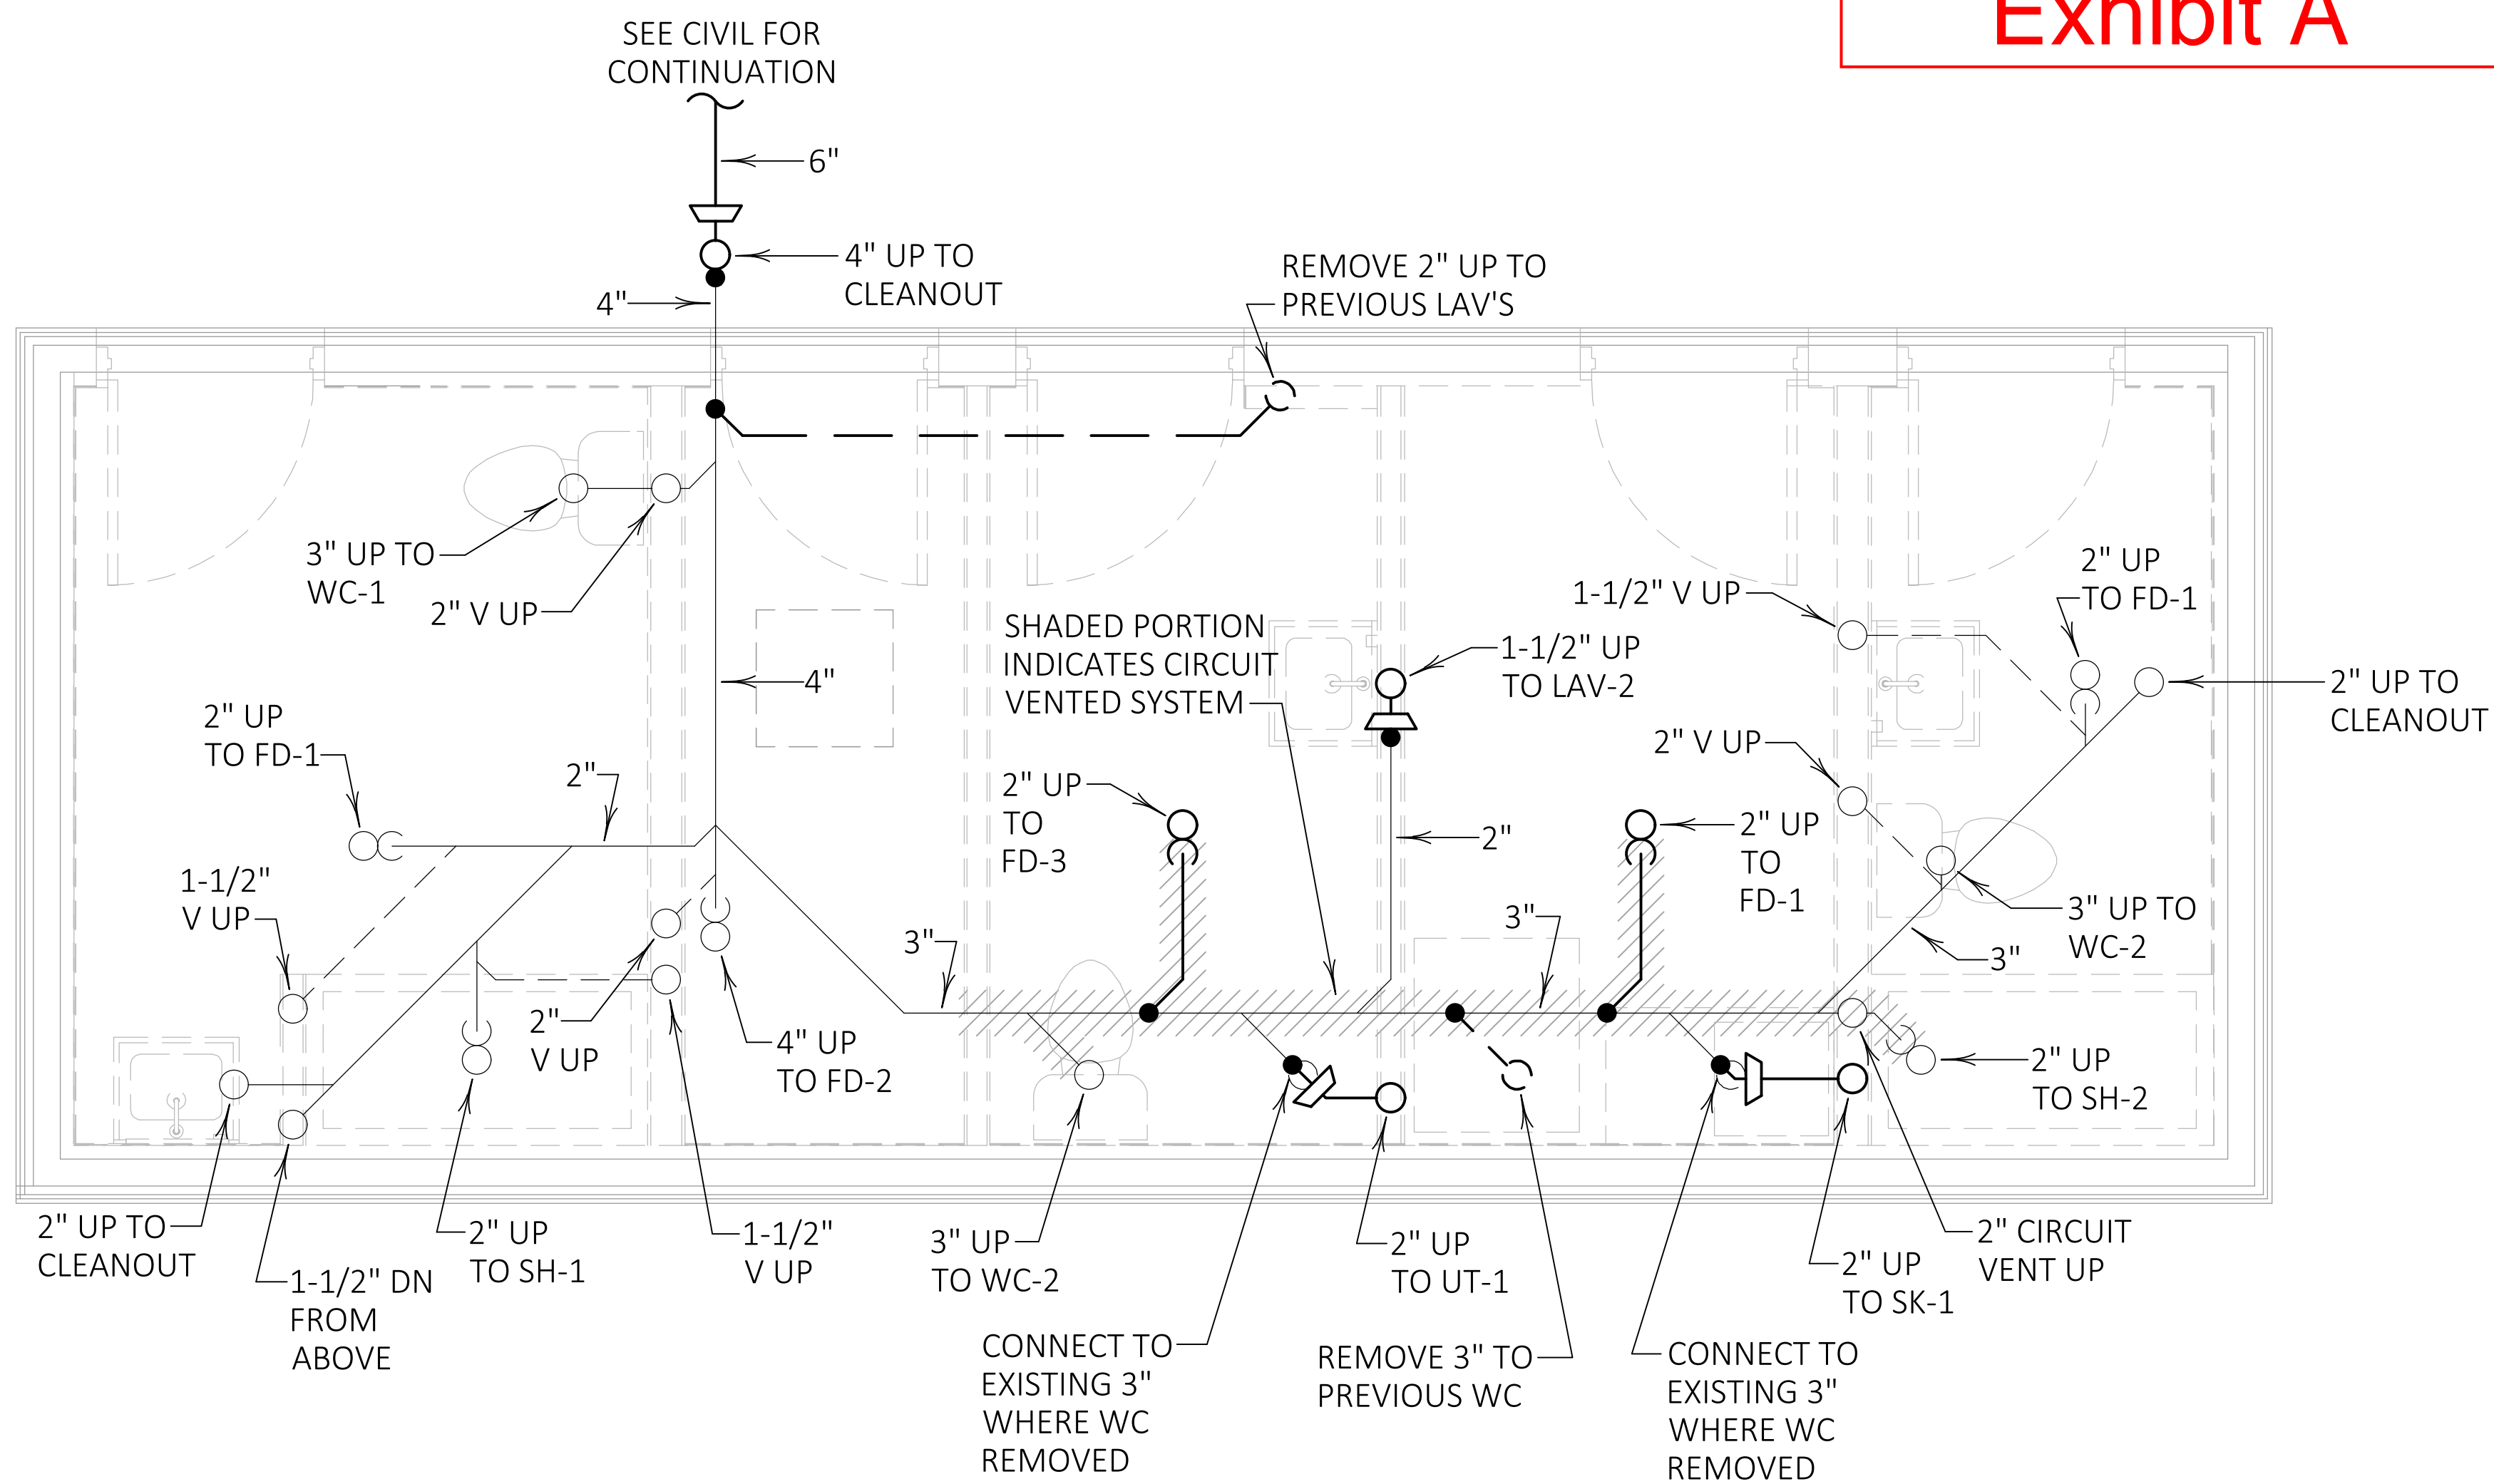 Exhibit A
SEE CIVIL FOR
CONTINUATION
6"
4" UP TO
CLEANOUT
4"
REMOVE 2" UP TO
PREVIOUS LAV'S
3" UP TO
WC-1
2" V UP
4"
SHADED PORTION
INDICATES CIRCUIT
VENTED SYSTEM
1-1/2" UP
TO LAV-2
1-1/2" V UP
2" UP
TO FD-1
2" UP TO
CLEANOUT
2" V UP
2" UP
TO FD-1
2"
2" UP
TO
FD-3
2"
2" UP
TO
FD-1
1-1/2"
V UP
3"
3"
3" UP TO
WC-2
3"
2"
V UP
4" UP
TO FD-2
2" UP
TO SH-2
2" UP TO
CLEANOUT
1-1/2" DN
FROM
ABOVE
2" UP
TO SH-1
1-1/2"
V UP
3" UP
TO WC-2
2" UP
TO UT-1
2" UP
TO SK-1
2" CIRCUIT
VENT UP
CONNECT TO
EXISTING 3"
WHERE WC
REMOVED
REMOVE 3" TO
PREVIOUS WC
CONNECT TO
EXISTING 3"
WHERE WC
REMOVED